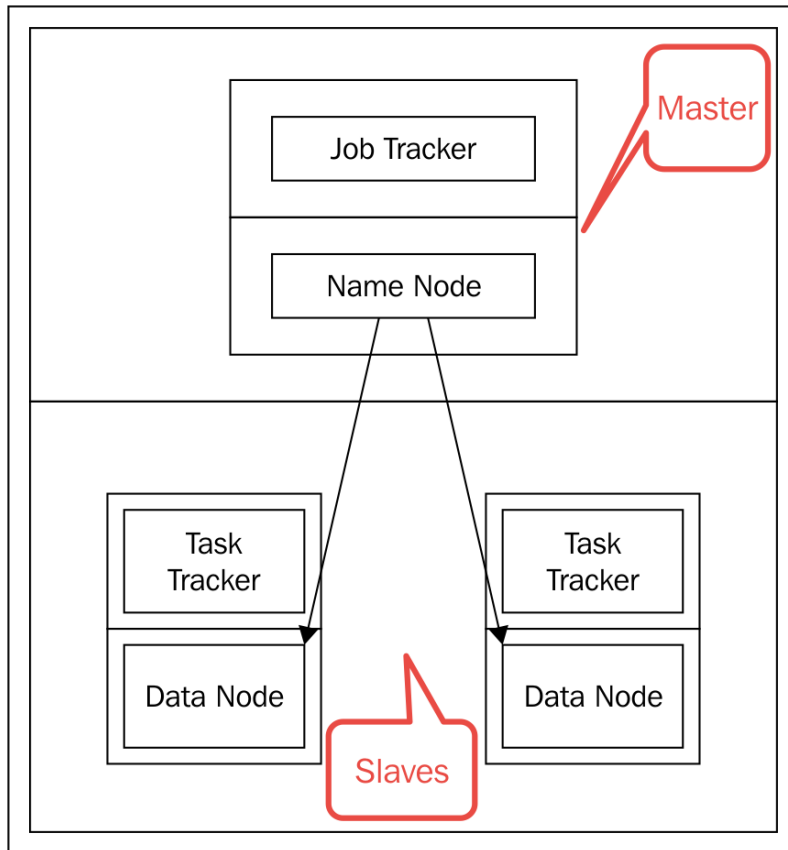 Master
Job Tracker
Name Node
Task
Tracker
Task
Tracker
Data Node
Data Node
Slaves